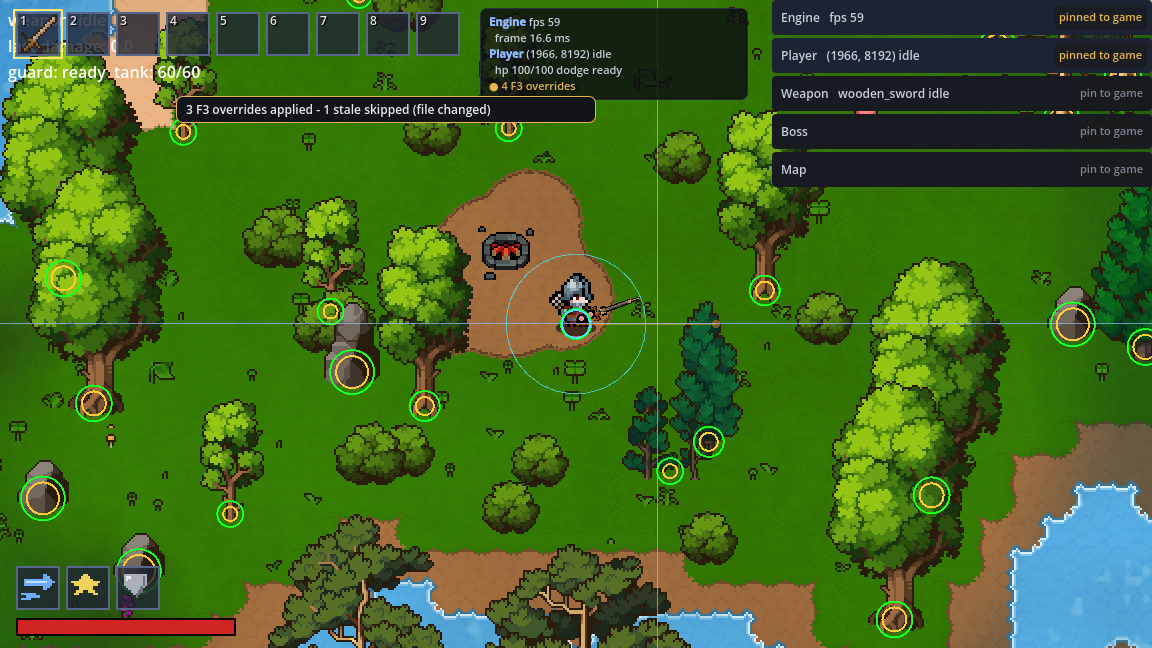 1 2 3 4 5 6 7 8 9
guard: ready tank: 60/60
Engine fps 59
frame 16.6 ms
Player (1966, 8192) idle
hp 100/100 dodge ready
● 4 F3 overrides
3 F3 overrides applied - 1 stale skipped (file changed)
Engine fps 59 pinned to game
Player (1966, 8192) idle pinned to game
Weapon wooden_sword idle pin to game
Boss pin to game
Map pin to game